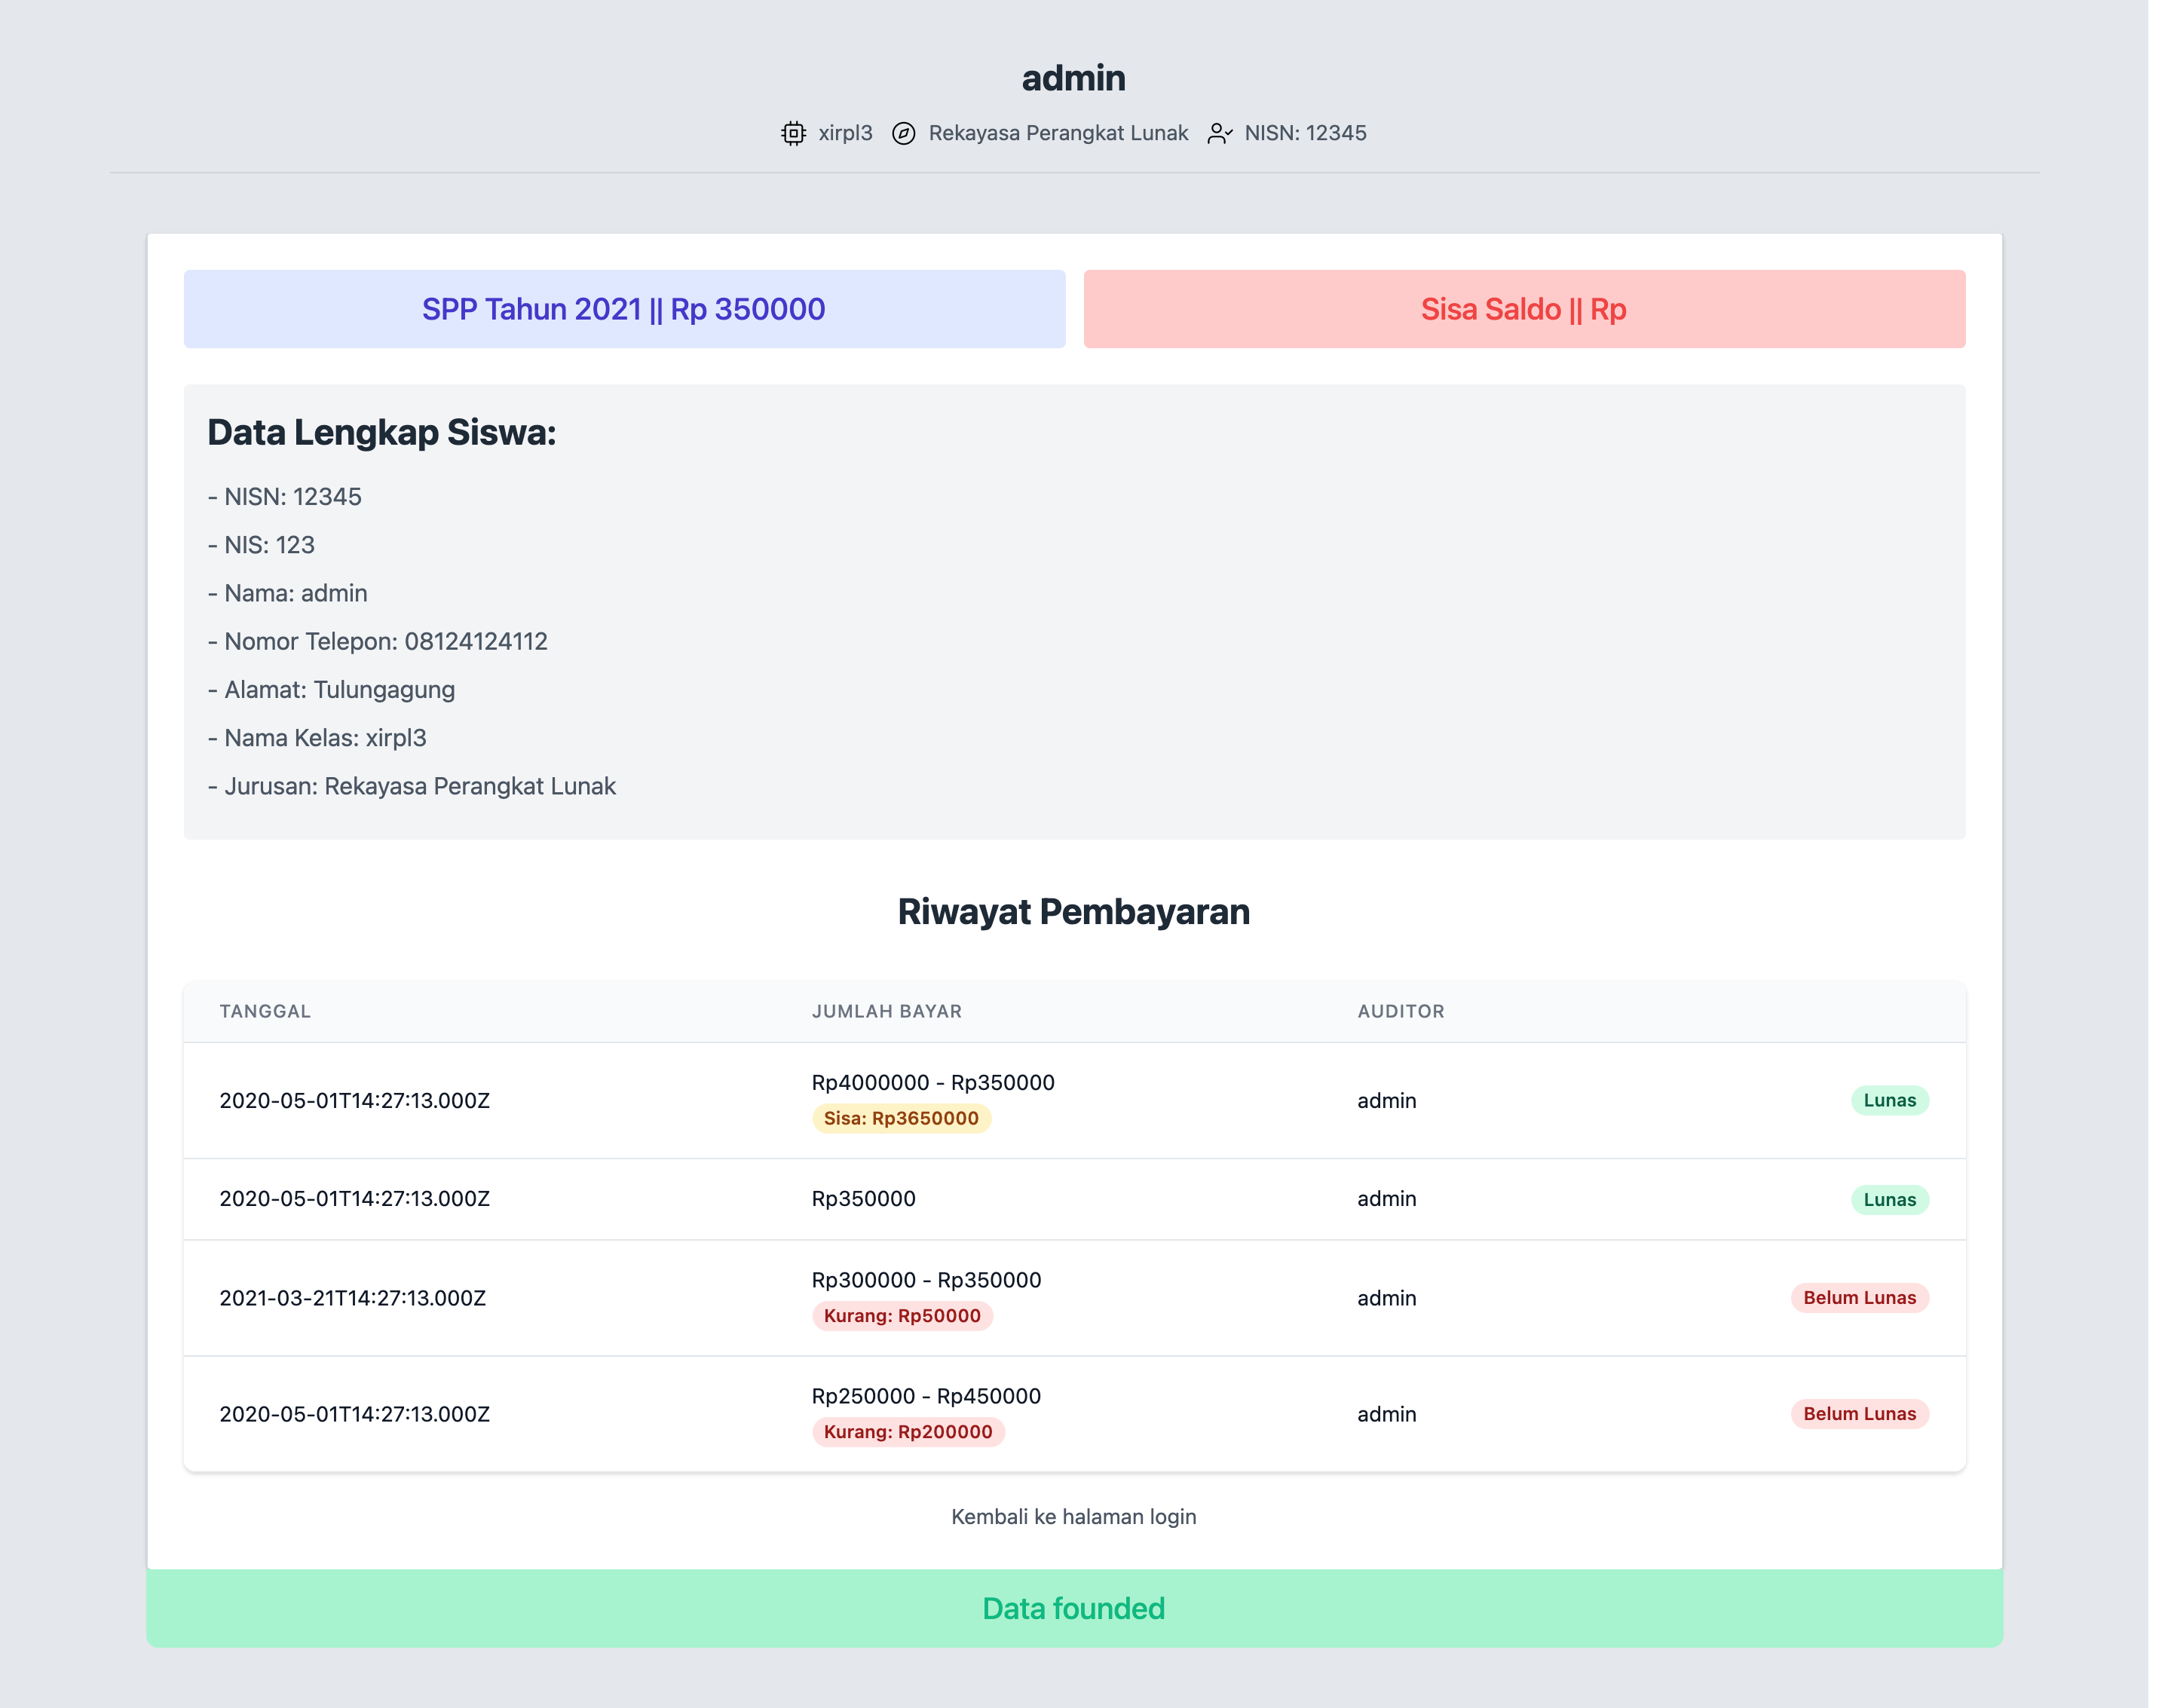 admin
xirpl3 Rekayasa Perangkat Lunak NISN: 12345
SPP Tahun 2021 || Rp 350000
Sisa Saldo || Rp
Data Lengkap Siswa:
- NISN: 12345
- NIS: 123
- Nama: admin
- Nomor Telepon: 08124124112
- Alamat: Tulungagung
- Nama Kelas: xirpl3
- Jurusan: Rekayasa Perangkat Lunak
Riwayat Pembayaran
TANGGAL JUMLAH BAYAR AUDITOR
2020-05-01T14:27:13.000Z Rp4000000 - Rp350000 admin Lunas
Sisa: Rp3650000
2020-05-01T14:27:13.000Z Rp350000 admin Lunas
2021-03-21T14:27:13.000Z Rp300000 - Rp350000 admin Belum Lunas
Kurang: Rp50000
2020-05-01T14:27:13.000Z Rp250000 - Rp450000 admin Belum Lunas
Kurang: Rp200000
Kembali ke halaman login
Data founded